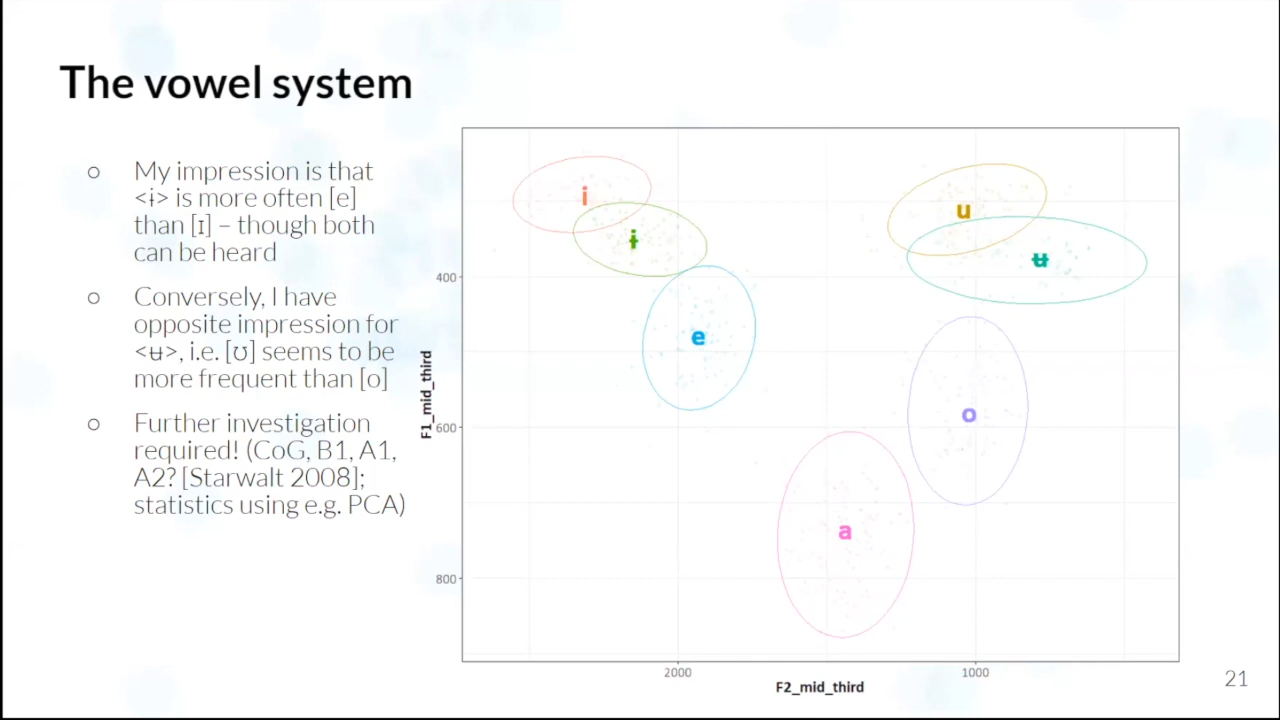 The vowel system
○ My impression is that
<ɨ> is more often [e]
than [ɪ] – though both
can be heard
○ Conversely, I have
opposite impression for
<ʉ>, i.e. [ʊ] seems to be
more frequent than [o]
○ Further investigation
required! (CoG, B1, A1,
A2? [Starwalt 2008];
statistics using e.g. PCA)
i
ɨ
u
ʉ
e
o
a
400
600
800
F1_mid_third
2000
1000
F2_mid_third
21